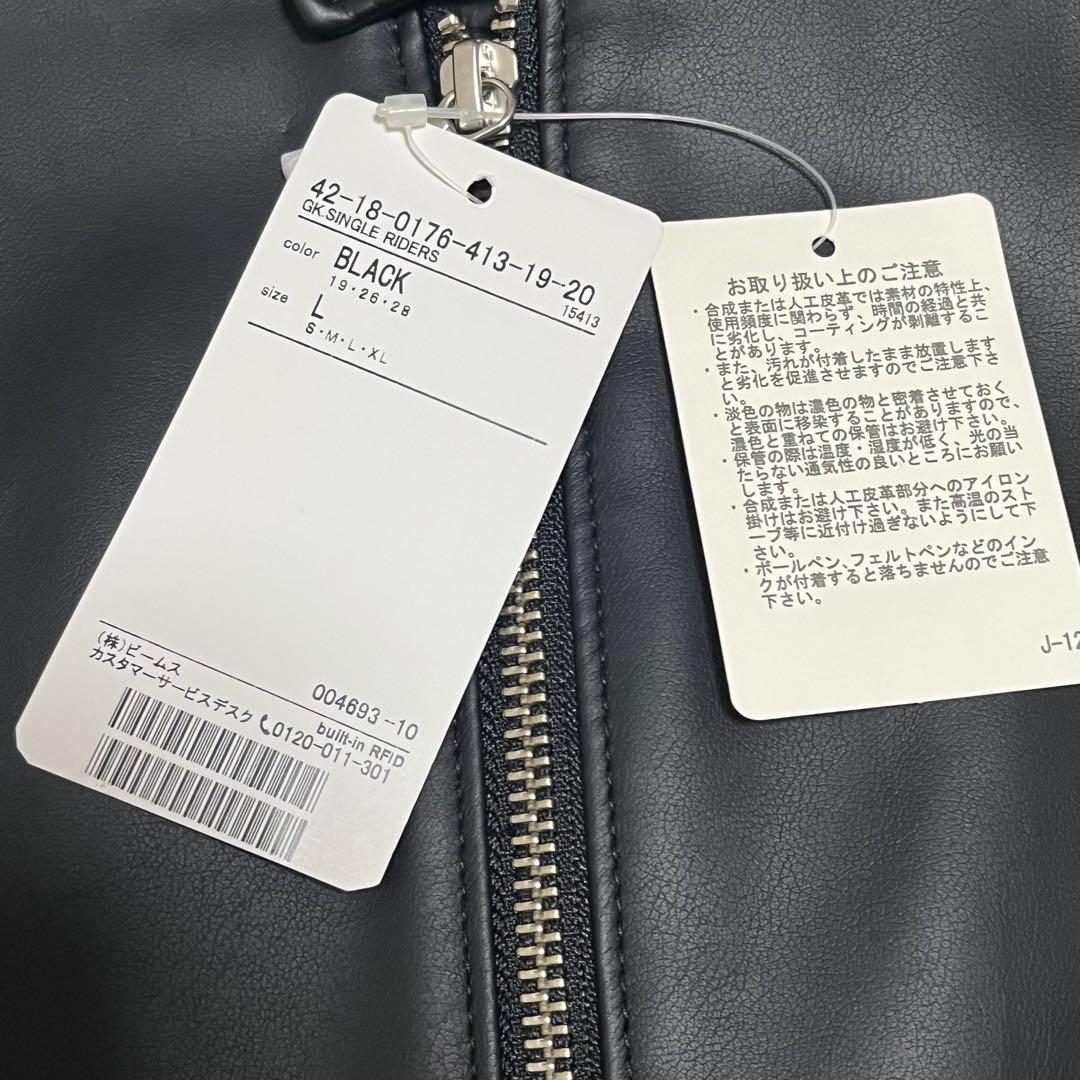 42-18-0176-413-19-20
GK.SINGLE RIDERS
15413
color BLACK
19・26・28
size L
S・M・L・XL
(株)ビームス
カスタマーサービスデスク 0120-011-301
004693-10
built-in RFID
お取り扱い上のご注意
・合成または人工皮革では素材の特性上、
使用頻度に関わらず、時間の経過と共
に劣化し、コーティングが剥離するこ
とがあります。
・また、汚れが付着したまま放置します
と劣化を促進させますのでご注意下さ
い。
・淡色の物は濃色の物と密着させておく
と表面に移染することがありますので、
濃色と重ねての保管はお避け下さい。
・保管の際は温度・湿度が低く、光の当
たらない通気性の良いところにお願い
します。
・合成または人工皮革部分へのアイロン
掛けはお避け下さい。また高温のスト
ーブ等に近付け過ぎないようにして下
さい。
・ボールペン、フェルトペンなどのイン
クが付着すると落ちませんのでご注意
下さい。
J-12